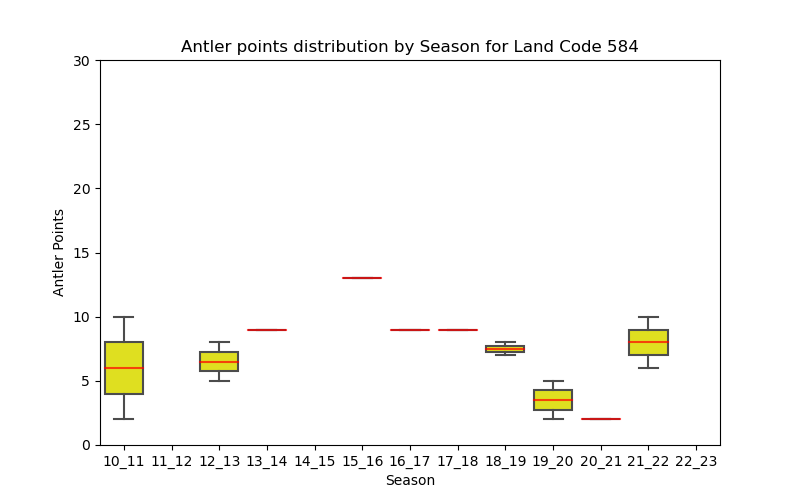 Antler points distribution by Season for Land Code 584
30
25
20
15
10
5
0
Antler Points
10_11 11_12 12_13 13_14 14_15 15_16 16_17 17_18 18_19 19_20 20_21 21_22 22_23
Season